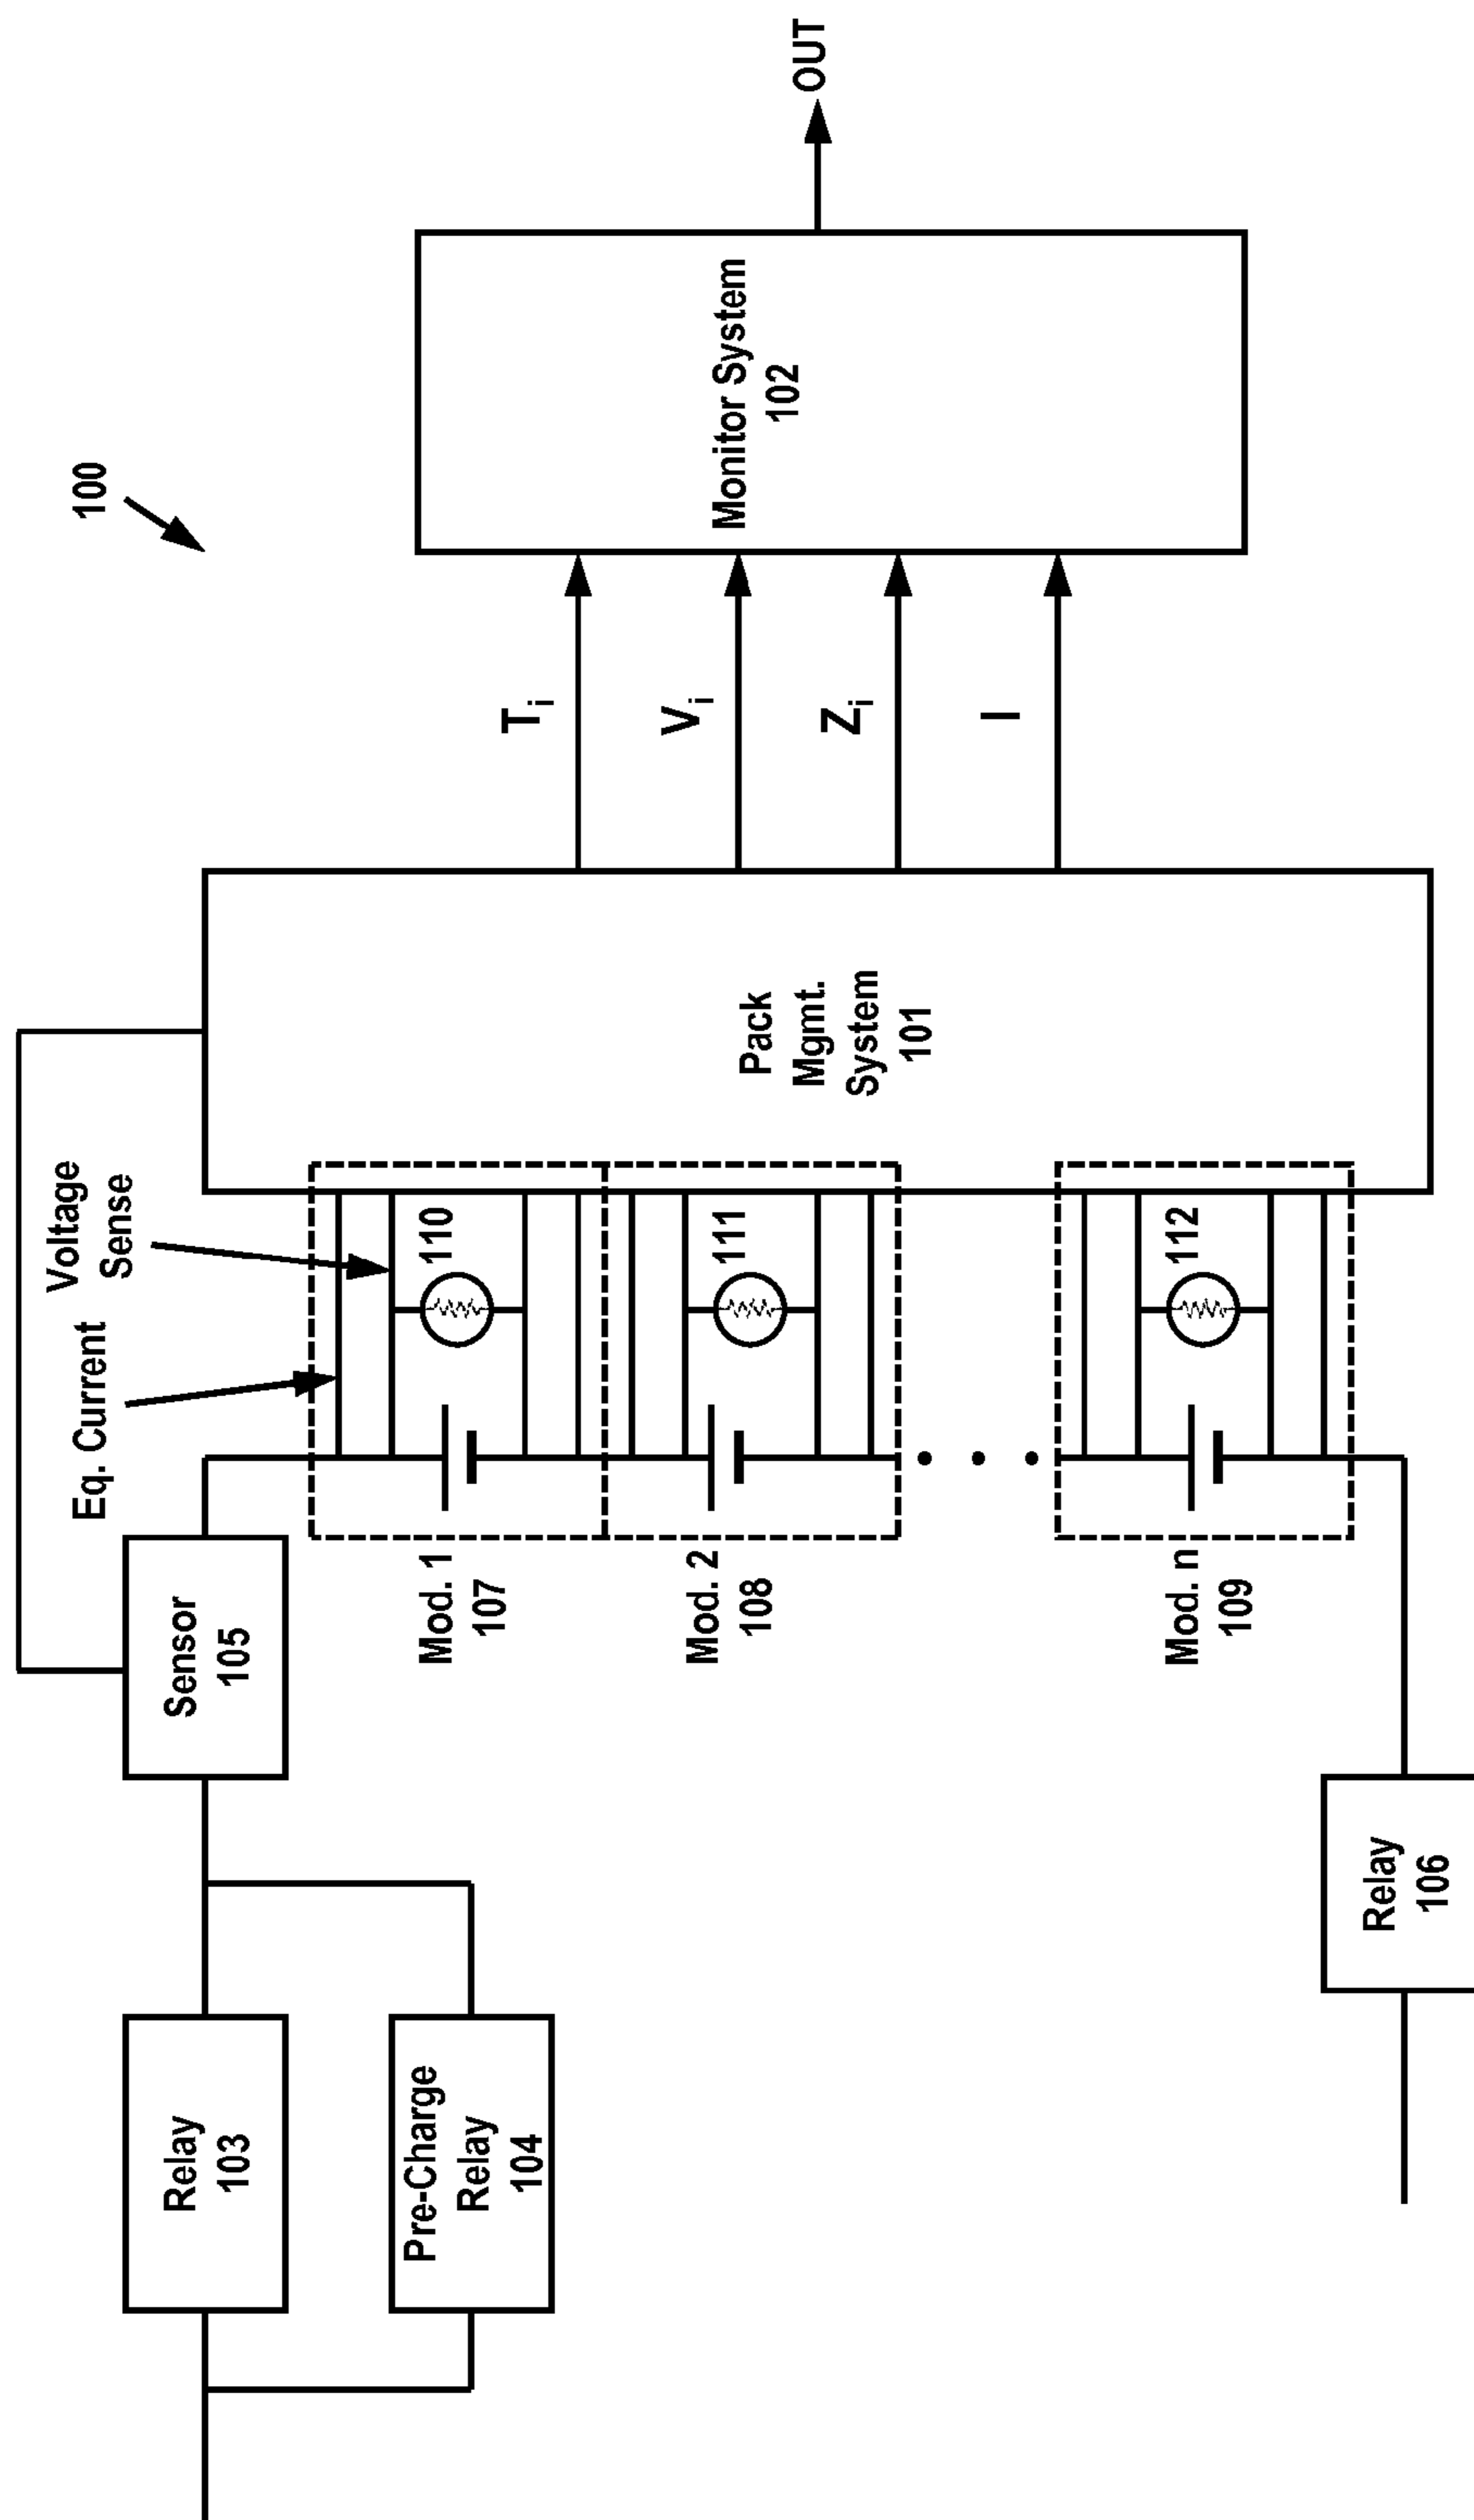 100
Relay
103
Pre-Charge
Relay
104
Sensor
105
Eq. Current
Voltage
Sense
Mod. 1
107
110
Mod. 2
108
111
Mod. n
109
112
Relay
106
Pack
Mgmt.
System
101
Ti
Vi
Zi
I
Monitor System
102
OUT